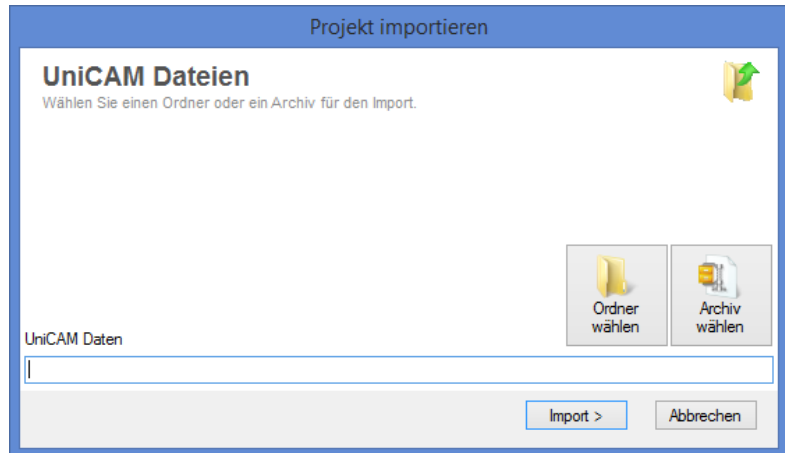 Projekt importieren
UniCAM Dateien
Wählen Sie einen Ordner oder ein Archiv für den Import.
Ordner
wählen
Archiv
wählen
UniCAM Daten
Import >
Abbrechen